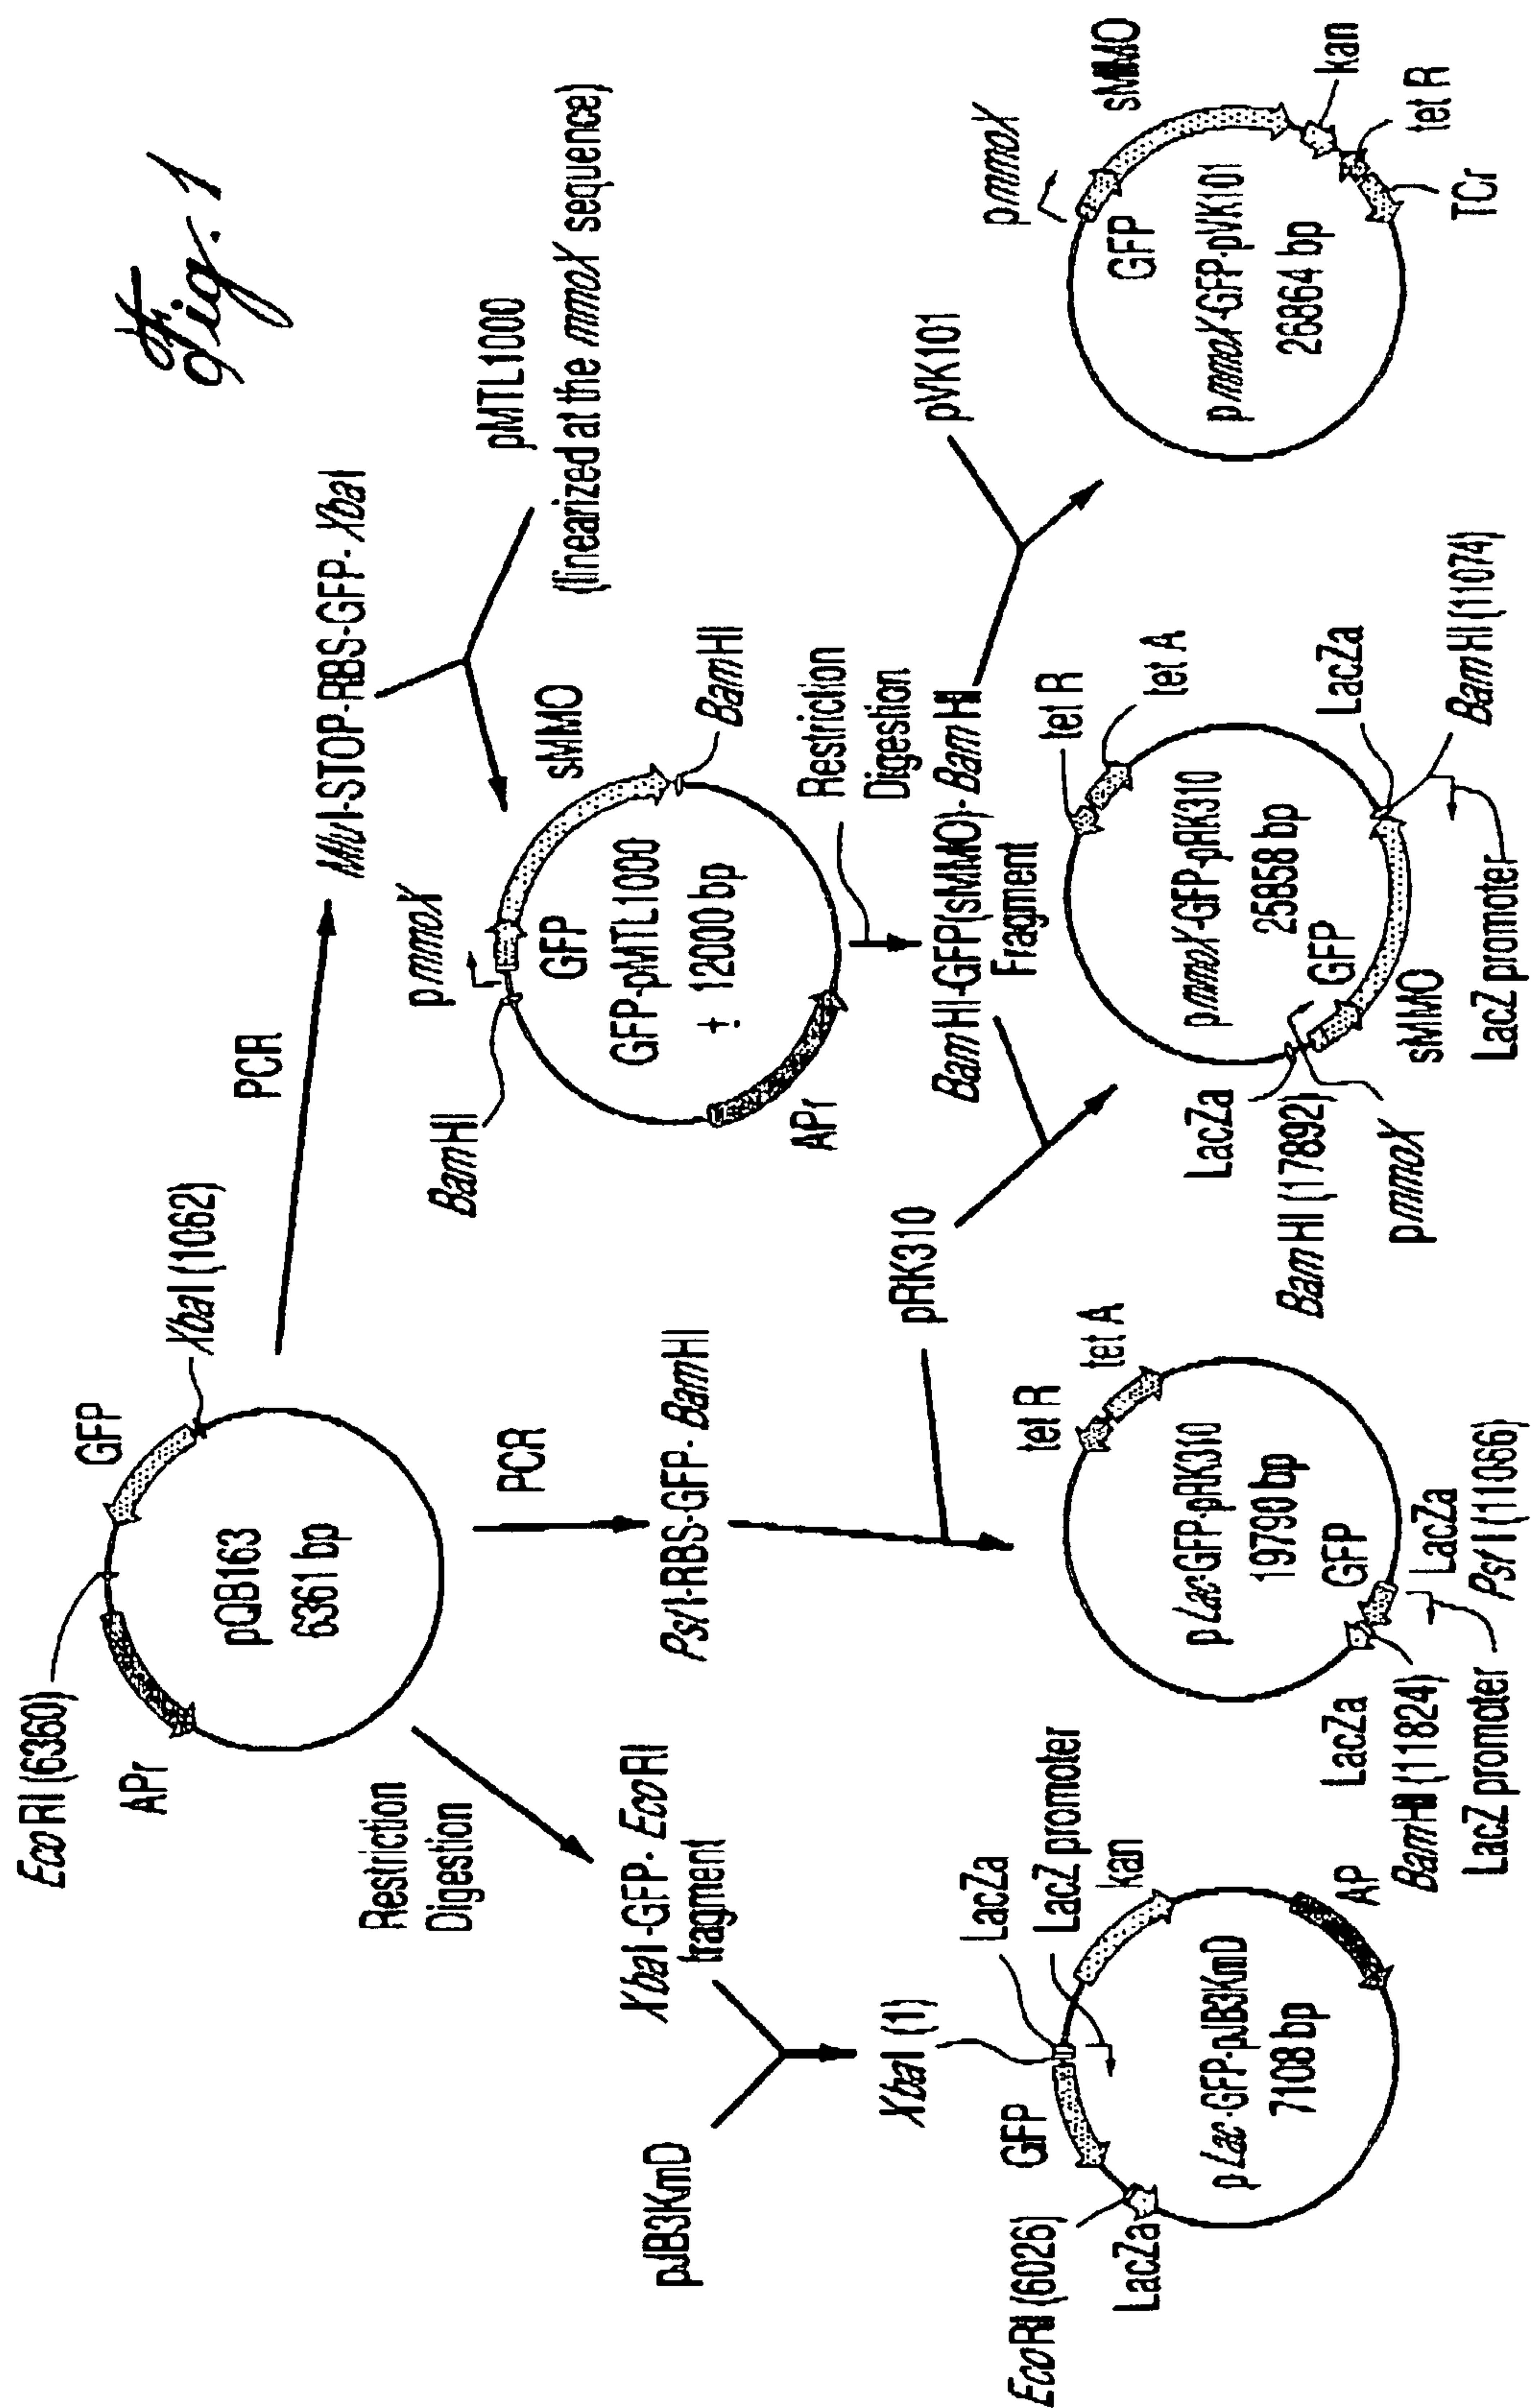 Fig. 1
EcoRI (6360)
GFP
XbaI (1062)
APr
pQB163
6361 bp
PCR
MluI-STOP-RBS-GFP-XbaI
Restriction
Digestion
PCR
pMTL1000
(linearized at the mmoX sequence)
XbaI-GFP-EcoRI
fragment
PstI-RBS-GFP-BamHI
BamHI
pmmoX
sMMO
GFP
GFP-pMTL1000
± 12000 bp
BamHI
APr
pJB3KmD
pRK310
Restriction
Digestion
BamHI-GFP(sMMO)-BamHI
Fragment
pVK101
XbaI (1)
LacZa
LacZ promoter
kan
GFP
EcoRI (6026)
LacZa
pLac-GFP-pJB3KmD
7108 bp
AP
tet R
tet A
pLac-GFP-pRK310
19790 bp
GFP
LacZa
LacZa
BamHI (11824)
PstI (11066)
LacZ promoter
tet R
tet A
pmmoX-GFP-pRK310
25858 bp
GFP
LacZa
LacZa
BamHI (17892)
BamHI (11074)
pmmoX
sMMO
LacZ promoter
pmmoX
sMMO
GFP
pmmoX-GFP-pVK101
26864 bp
kan
tet R
TCr